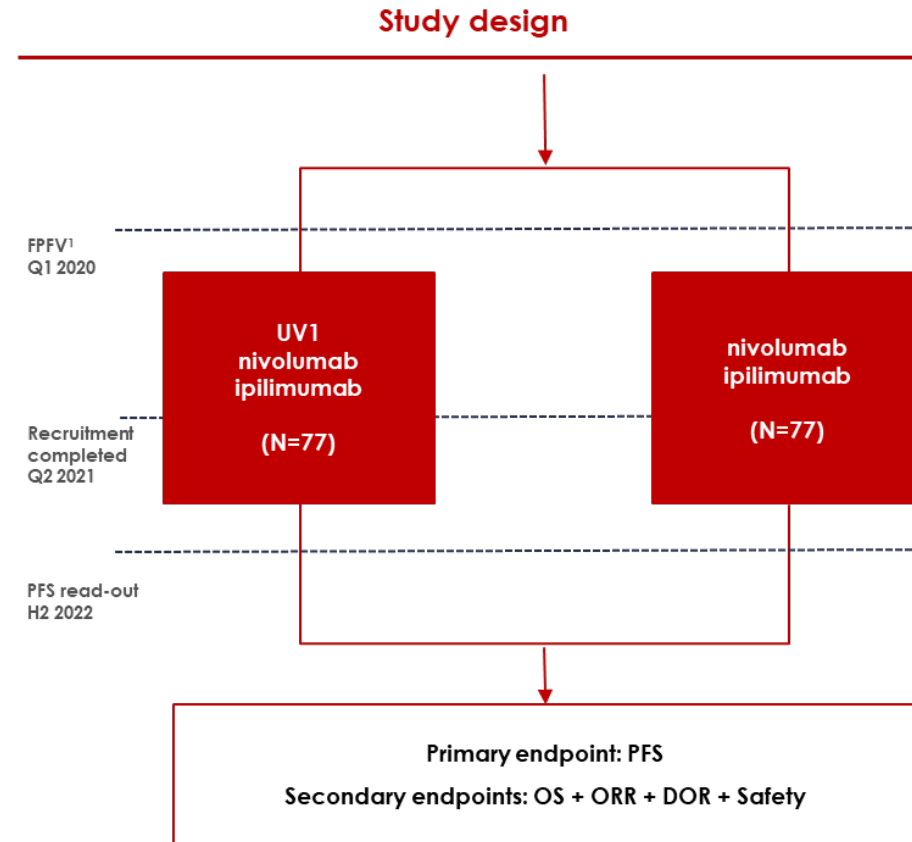 Study design
FPFV¹
Q1 2020
UV1
nivolumab
ipilimumab
(N=77)
nivolumab
ipilimumab
(N=77)
Recruitment
completed
Q2 2021
PFS read-out
H2 2022
Primary endpoint: PFS
Secondary endpoints: OS + ORR + DOR + Safety